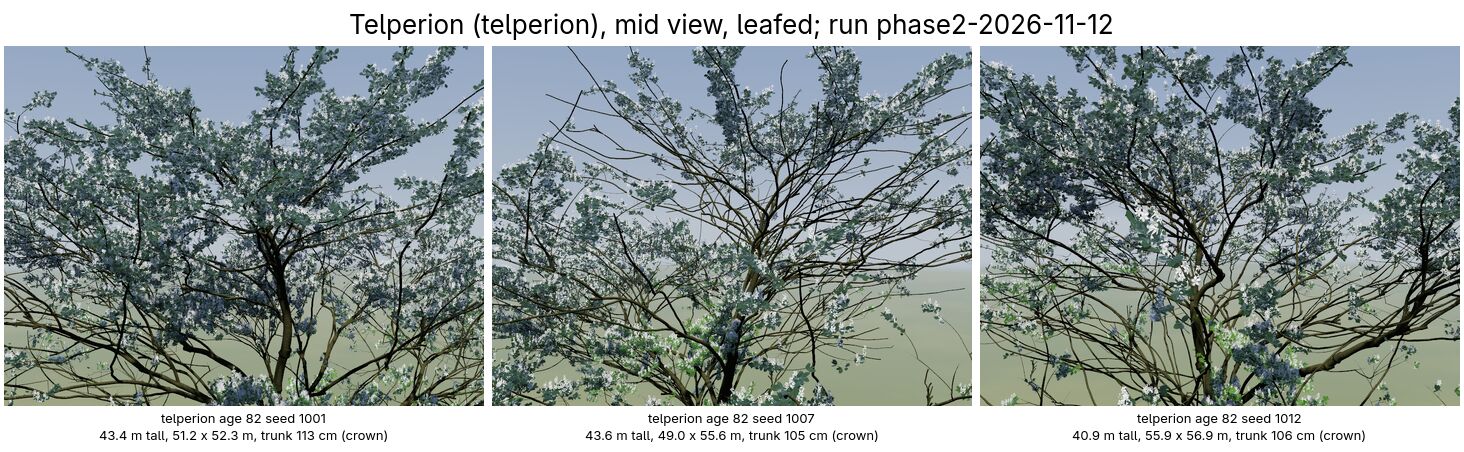 Telperion (telperion), mid view, leafed; run phase2-2026-11-12
telperion age 82 seed 1001
43.4 m tall, 51.2 x 52.3 m, trunk 113 cm (crown)
telperion age 82 seed 1007
43.6 m tall, 49.0 x 55.6 m, trunk 105 cm (crown)
telperion age 82 seed 1012
40.9 m tall, 55.9 x 56.9 m, trunk 106 cm (crown)